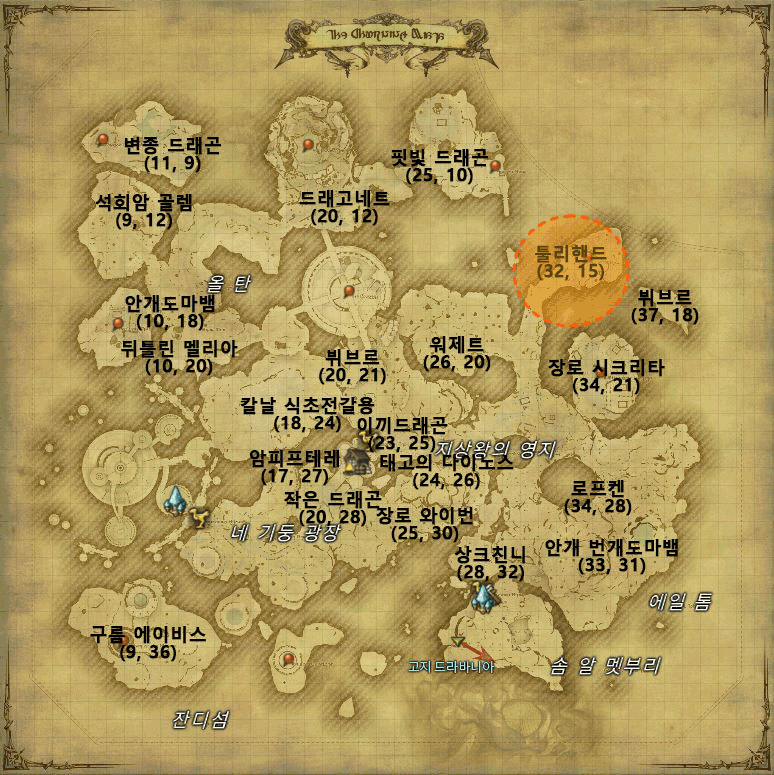 The Churning Mists
변종 드래곤
(11, 9)
핏빛 드래곤
(25, 10)
석회암 골렘
(9, 12)
드래고네트
(20, 12)
툴리핸드
(32, 15)
올 탄
안개도마뱀
(10, 18)
뷔브르
(37, 18)
뒤틀린 멜리아
(10, 20)
뷔브르
(20, 21)
워제트
(26, 20)
장로 시크리타
(34, 21)
칼날 식초전갈용
(18, 24)
이끼드래곤
(23, 25)
지상왕의 영지
암피프테레
(17, 27)
태고의 다이노스
(24, 26)
작은 드래곤
(20, 28)
장로 와이번
(25, 30)
로프켄
(34, 28)
네 기둥 광장
상크친니
(28, 32)
안개 번개도마뱀
(33, 31)
에일 톰
구름 에이비스
(9, 36)
고지 드라바니아
솜 알 멧부리
잔디섬